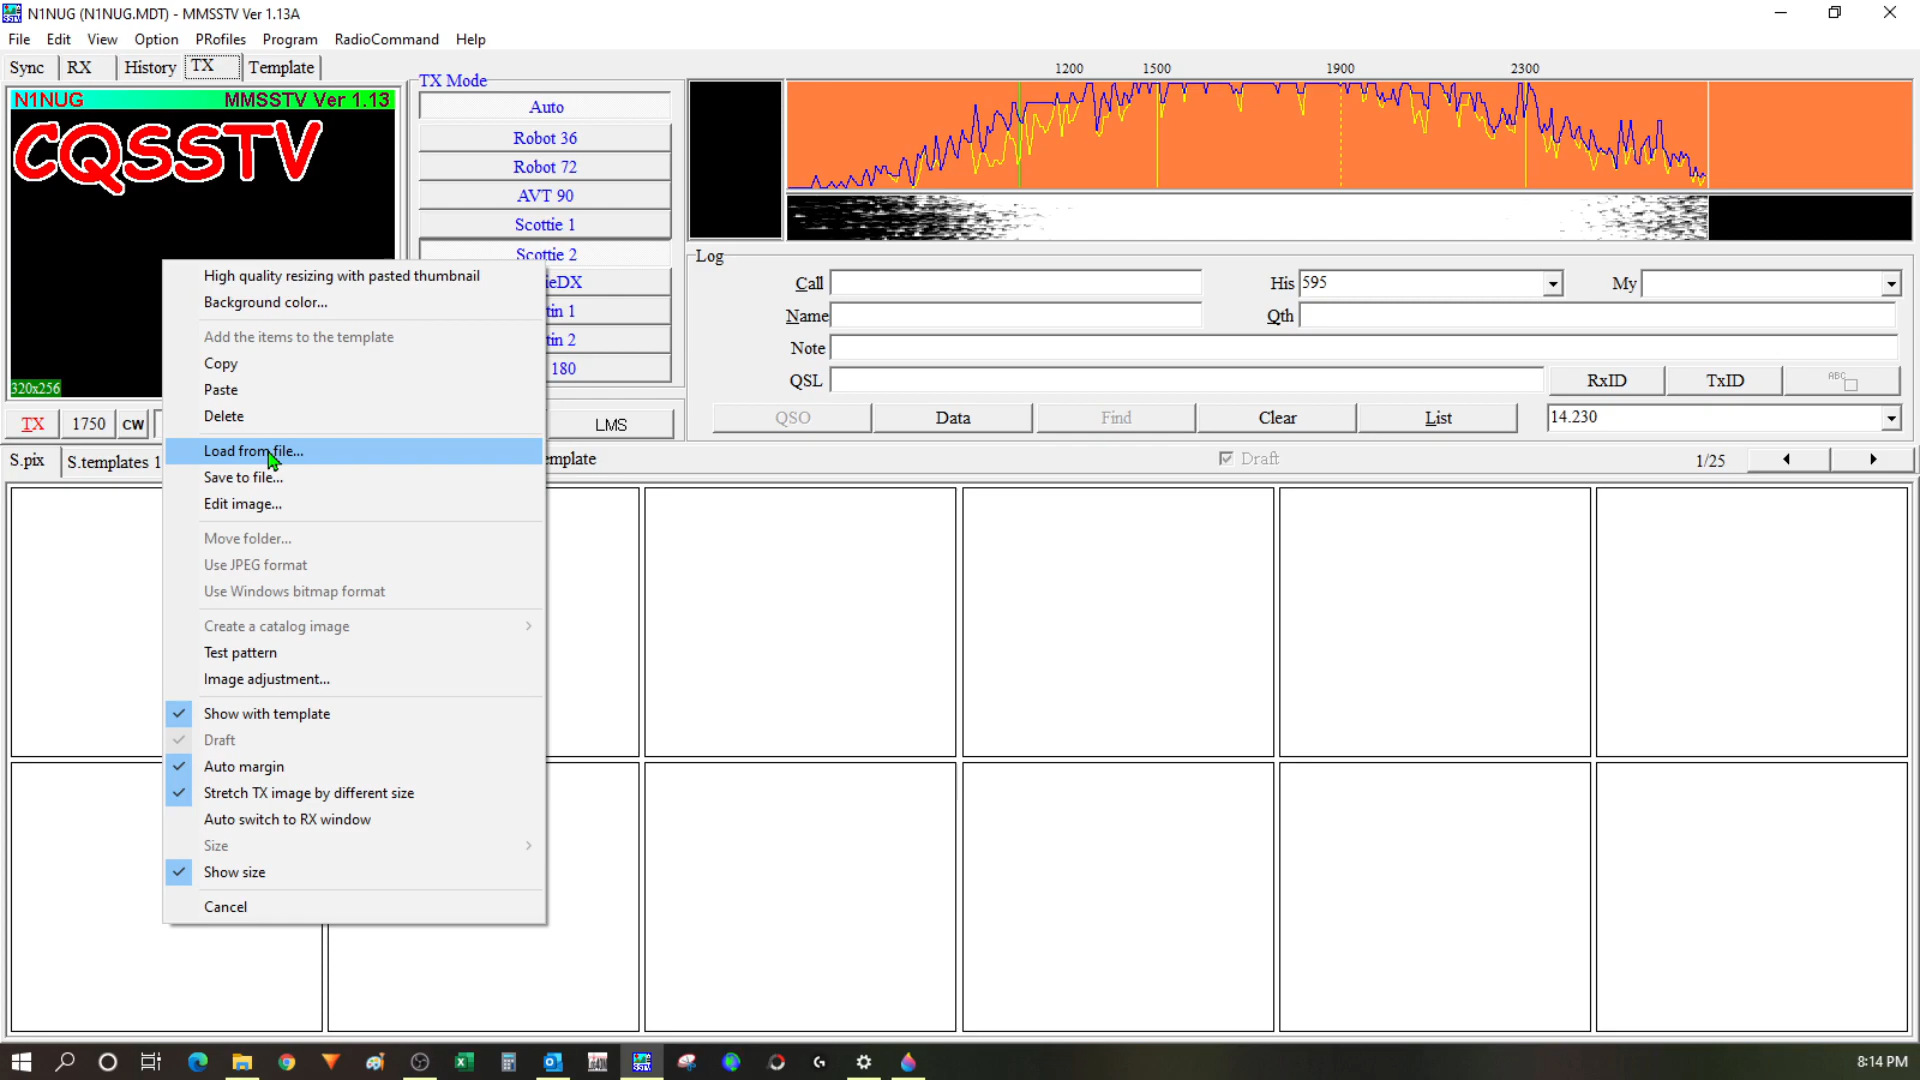 N1NUG (N1NUG.MDT) - MMSSTV Ver 1.13A
File Edit View Option PRofiles Program RadioCommand Help
Sync RX History TX Template
N1NUG MMSSTV Ver 1.13
CQSSTV
320x256
TX 1750 CW
TX Mode
Auto
Robot 36
Robot 72
AVT 90
Scottie 1
Scottie 2
ieDX
tin 1
tin 2
180
LMS
1200 1500 1900 2300
Log
Call His 595 My
Name Qth
Note
QSL RxID TxID ABC
QSO Data Find Clear List 14.230
S.pix S.templates 1 emplate Draft 1/25
High quality resizing with pasted thumbnail
Background color...
Add the items to the template
Copy
Paste
Delete
Load from file...
Save to file...
Edit image...
Move folder...
Use JPEG format
Use Windows bitmap format
Create a catalog image
Test pattern
Image adjustment...
Show with template
Draft
Auto margin
Stretch TX image by different size
Auto switch to RX window
Size
Show size
Cancel
SSTV
8:14 PM